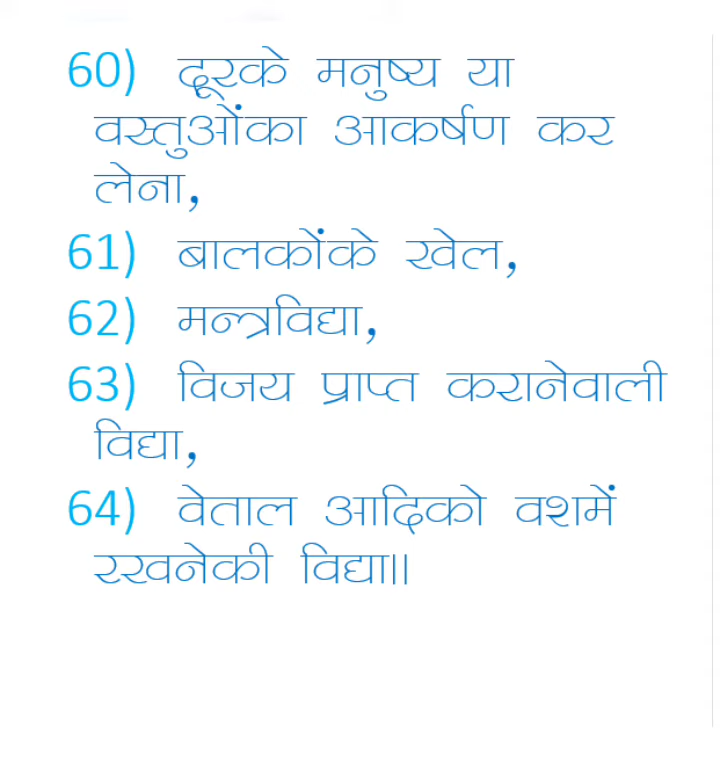 60) दूरके मनुष्य या
वस्तुओंका आकर्षण कर
लेना,
61) बालकोंके खेल,
62) मन्त्रविद्या,
63) विजय प्राप्त करानेवाली
विद्या,
64) वेताल आदिको वशमें
रखनेकी विद्या॥